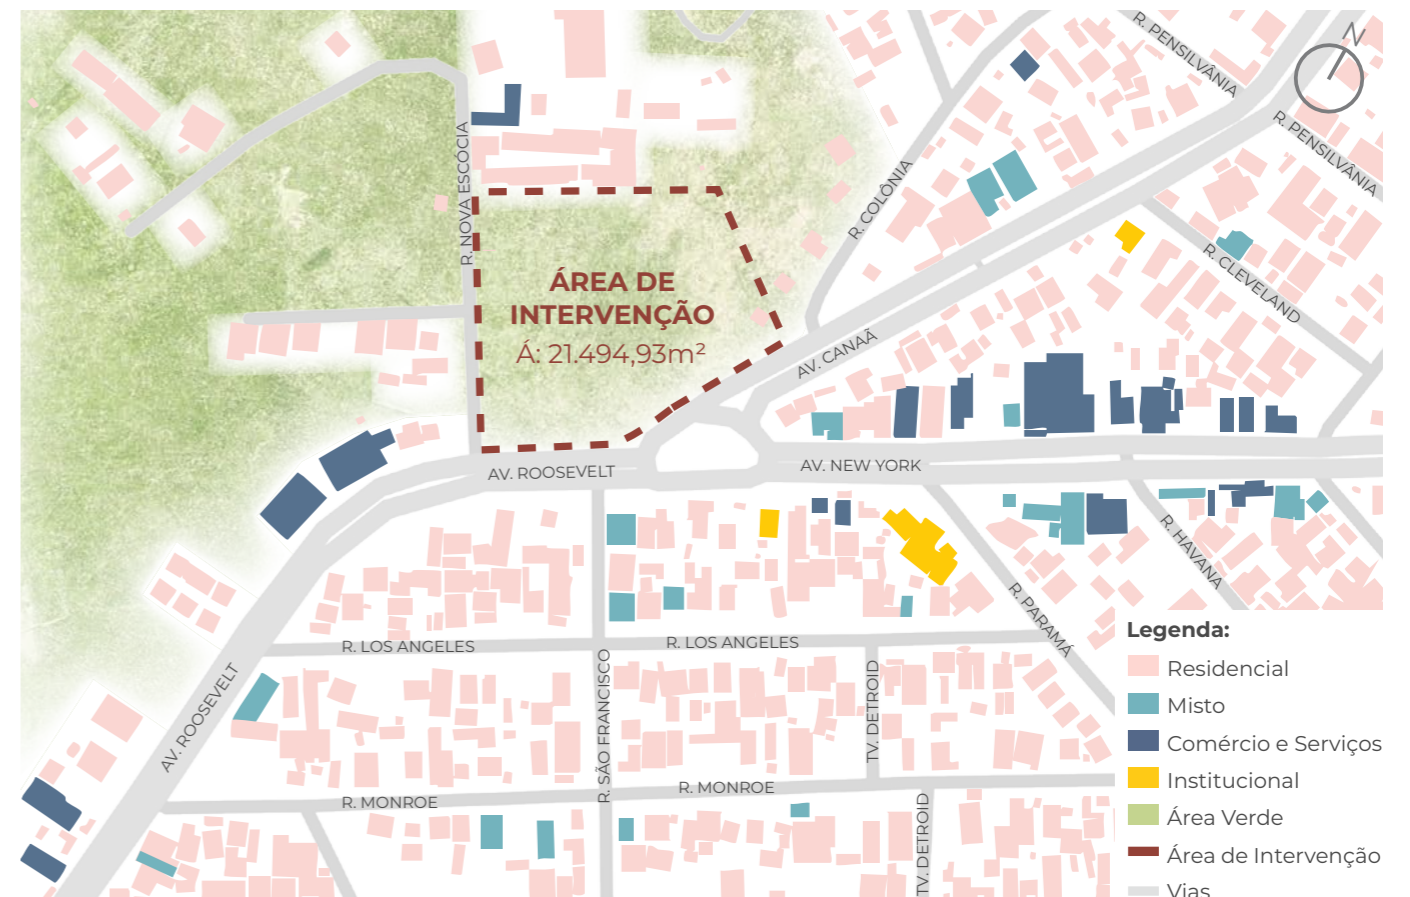 R. PENSILVÂNIA
N
R. PENSILVÂNIA
R. NOVA ESCÓCIA
R. COLÔNIA
R. CLEVELAND
ÁREA DE
INTERVENÇÃO
Á: 21.494,93m²
AV. CANAÃ
AV. ROOSEVELT
AV. NEW YORK
R. HAVANA
R. PARAMÁ
R. LOS ANGELES
R. LOS ANGELES
AV. ROOSEVELT
R. SÃO FRANCISCO
TV. DETROID
R. MONROE
R. MONROE
TV. DETROID
Legenda:
Residencial
Misto
Comércio e Serviços
Institucional
Área Verde
Área de Intervenção
Vias